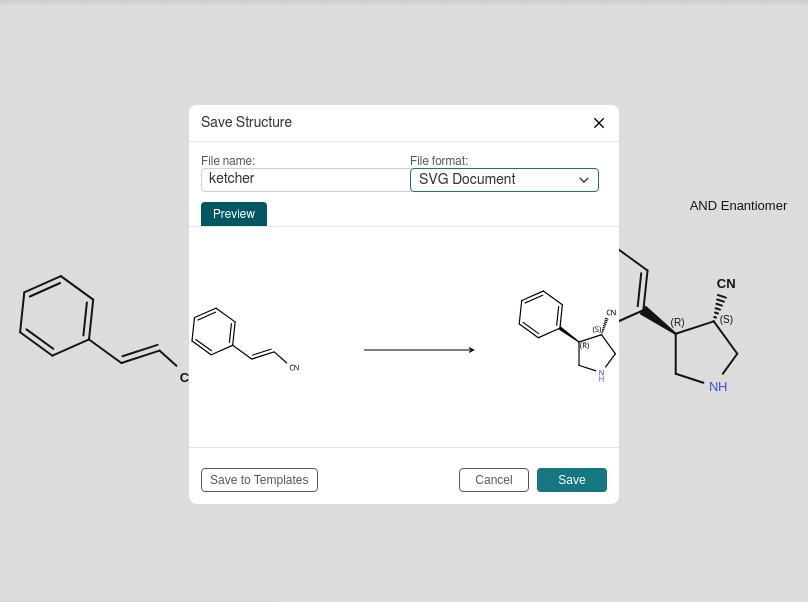 Save Structure
File name:
File format:
ketcher
SVG Document
Preview
AND Enantiomer
CN
(R)
(S)
NH
C
CN
CN
(S)
(R)
N
H
Save to Templates
Cancel
Save